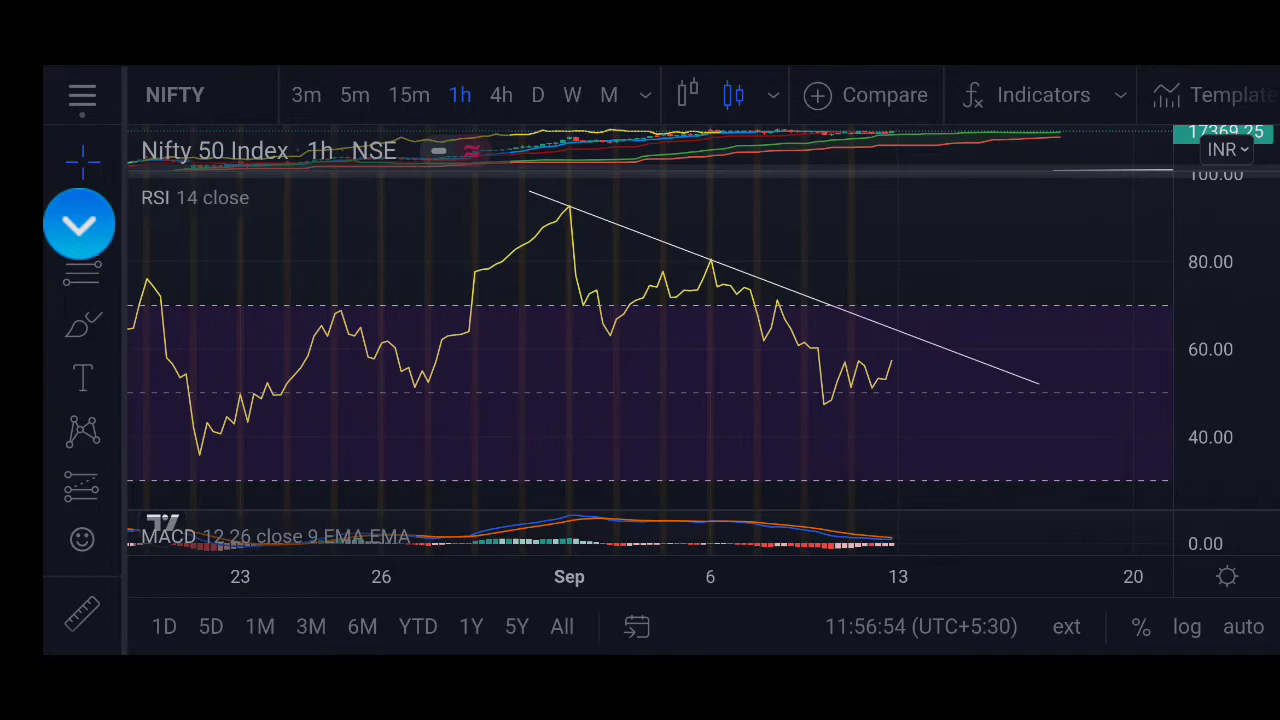 NIFTY 3m 5m 15m 1h 4h D W M Compare Indicators Template
17369.25
Nifty 50 Index 1h NSE INR
100.00
RSI 14 close
80.00
60.00
40.00
MACD 12 26 close 9 EMA EMA 0.00
23 26 Sep 6 13 20
1D 5D 1M 3M 6M YTD 1Y 5Y All 11:56:54 (UTC+5:30) ext % log auto